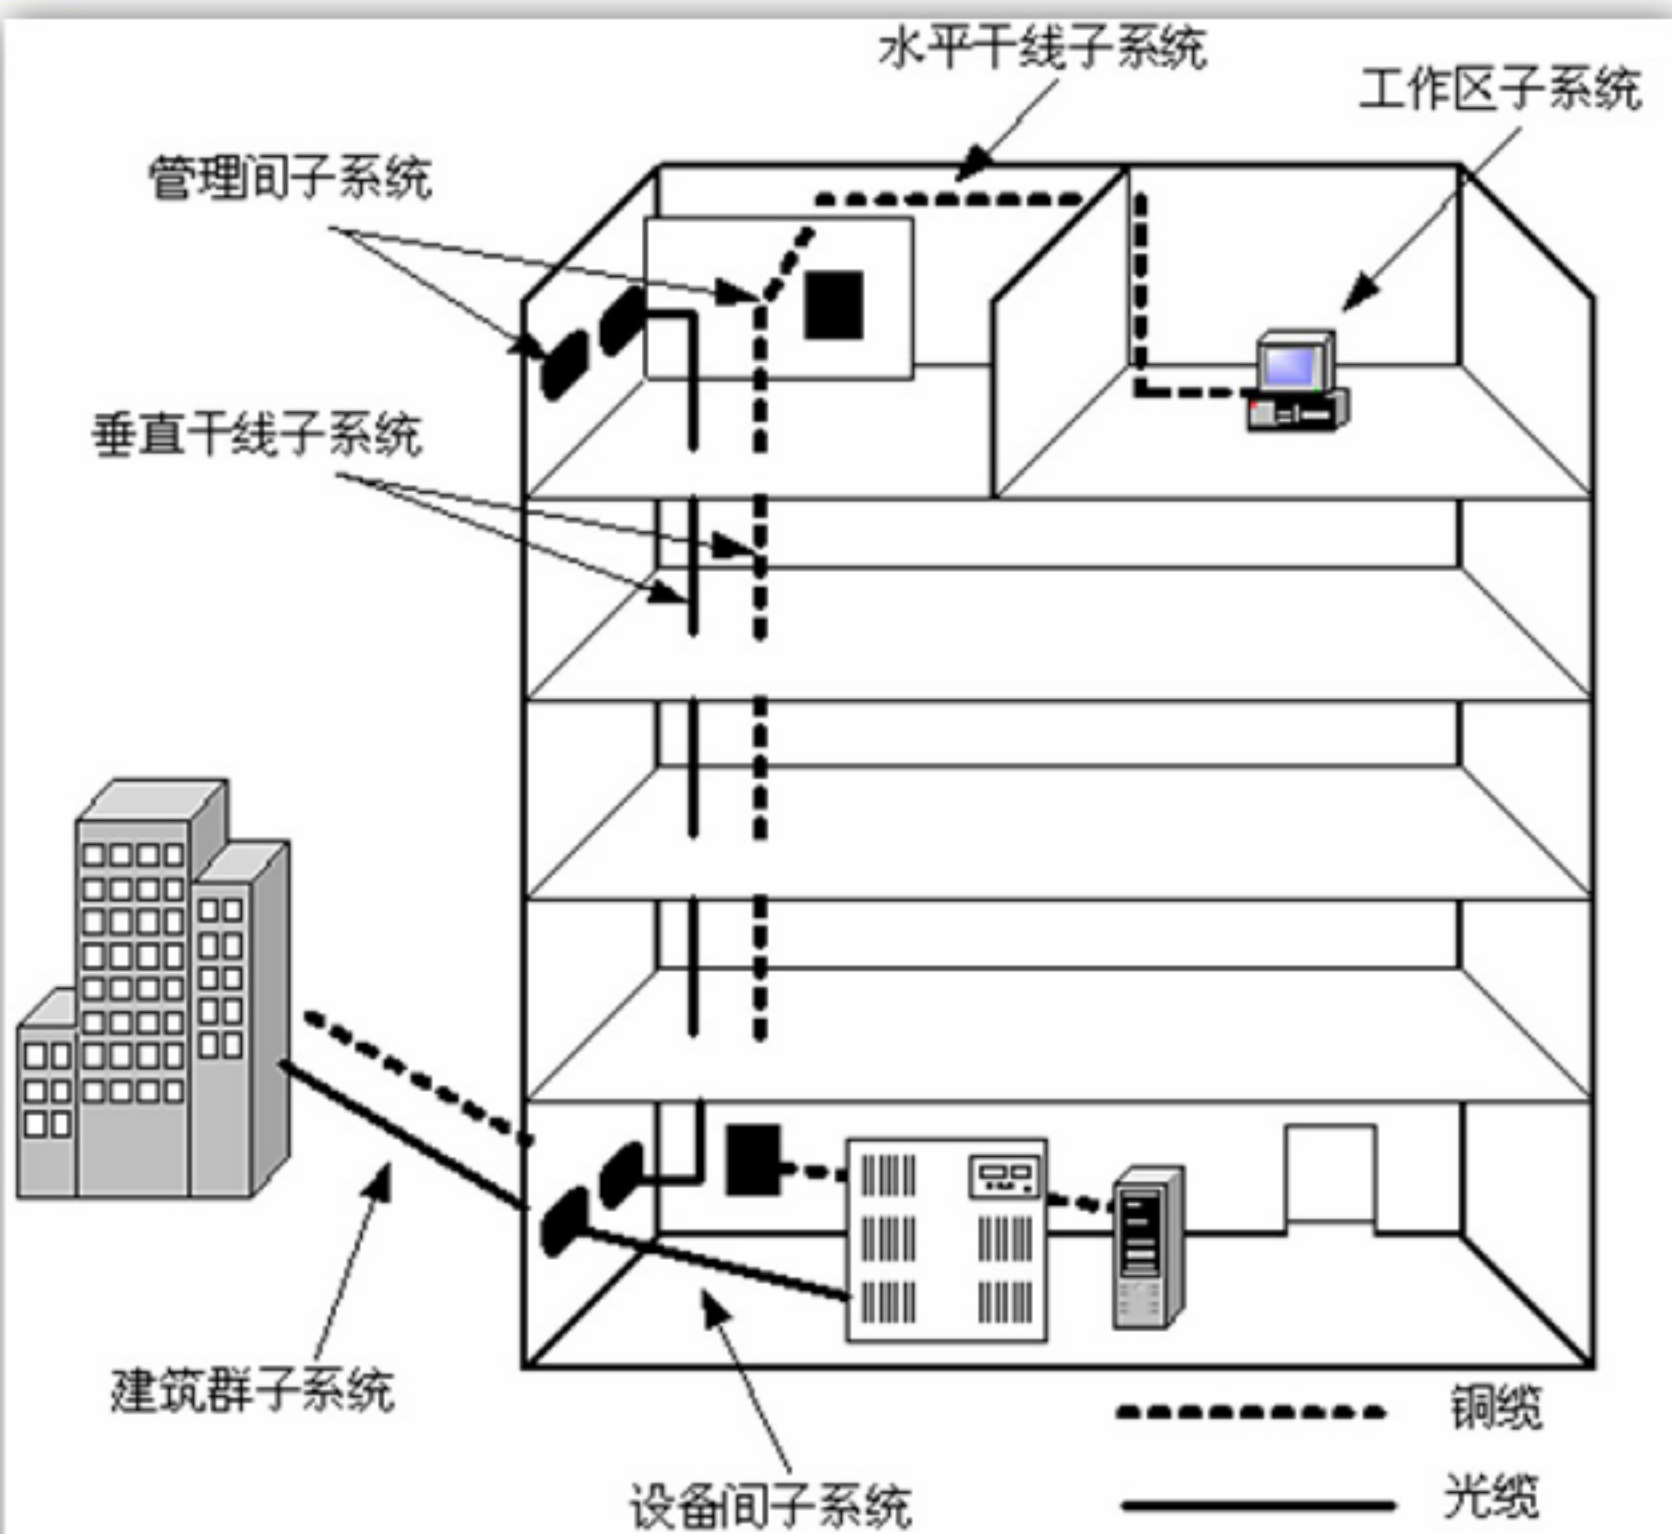 水平干线子系统
工作区子系统
管理间子系统
垂直干线子系统
建筑群子系统
设备间子系统
铜缆
光缆